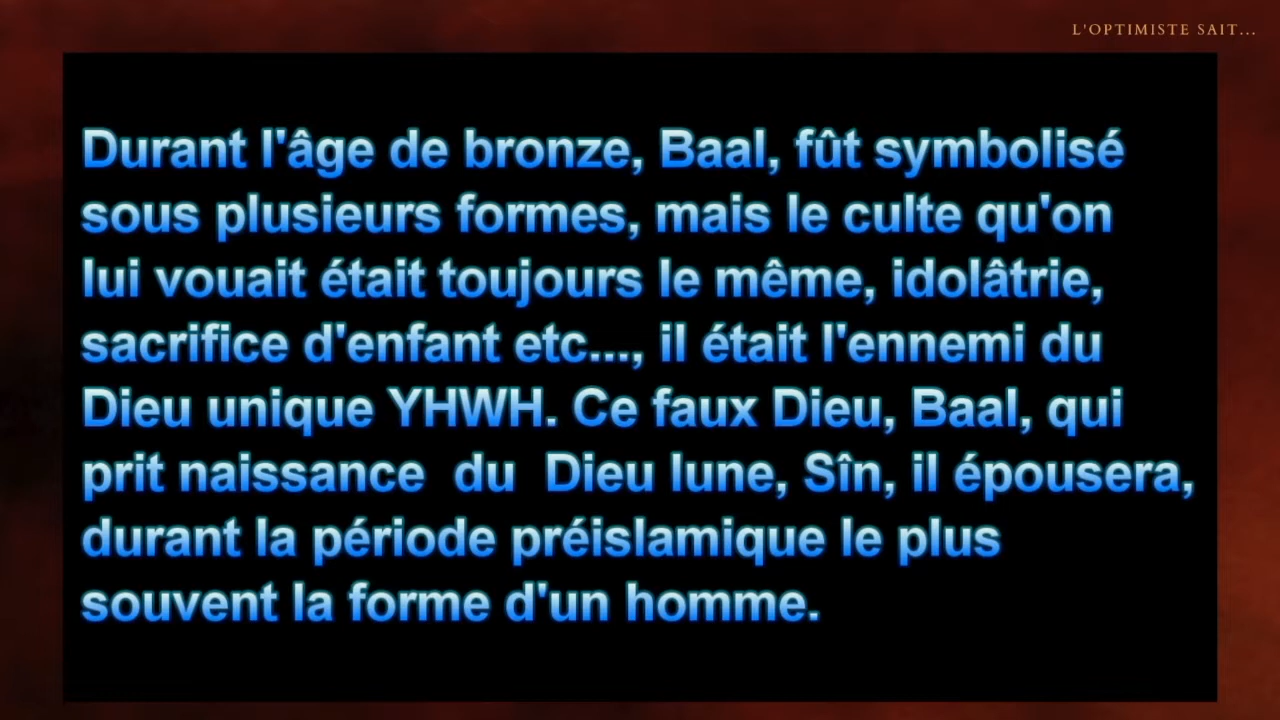 L'OPTIMISTE SAIT...
Durant l'âge de bronze, Baal, fût symbolisé
sous plusieurs formes, mais le culte qu'on
lui vouait était toujours le même, idolâtrie,
sacrifice d'enfant etc..., il était l'ennemi du
Dieu unique YHWH. Ce faux Dieu, Baal, qui
prit naissance  du  Dieu lune, Sîn, il épousera,
durant la période préislamique le plus
souvent la forme d'un homme.